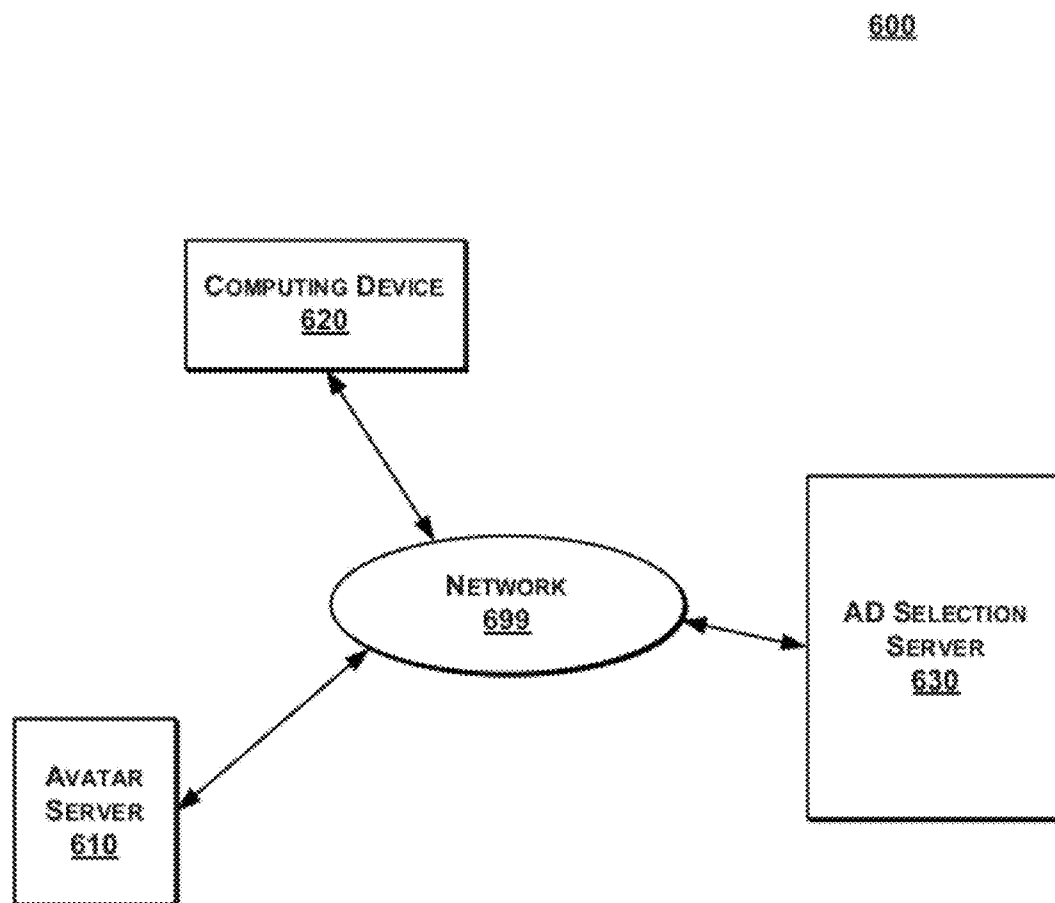 600
COMPUTING DEVICE
620
NETWORK
699
AD SELECTION
SERVER
630
AVATAR
SERVER
610